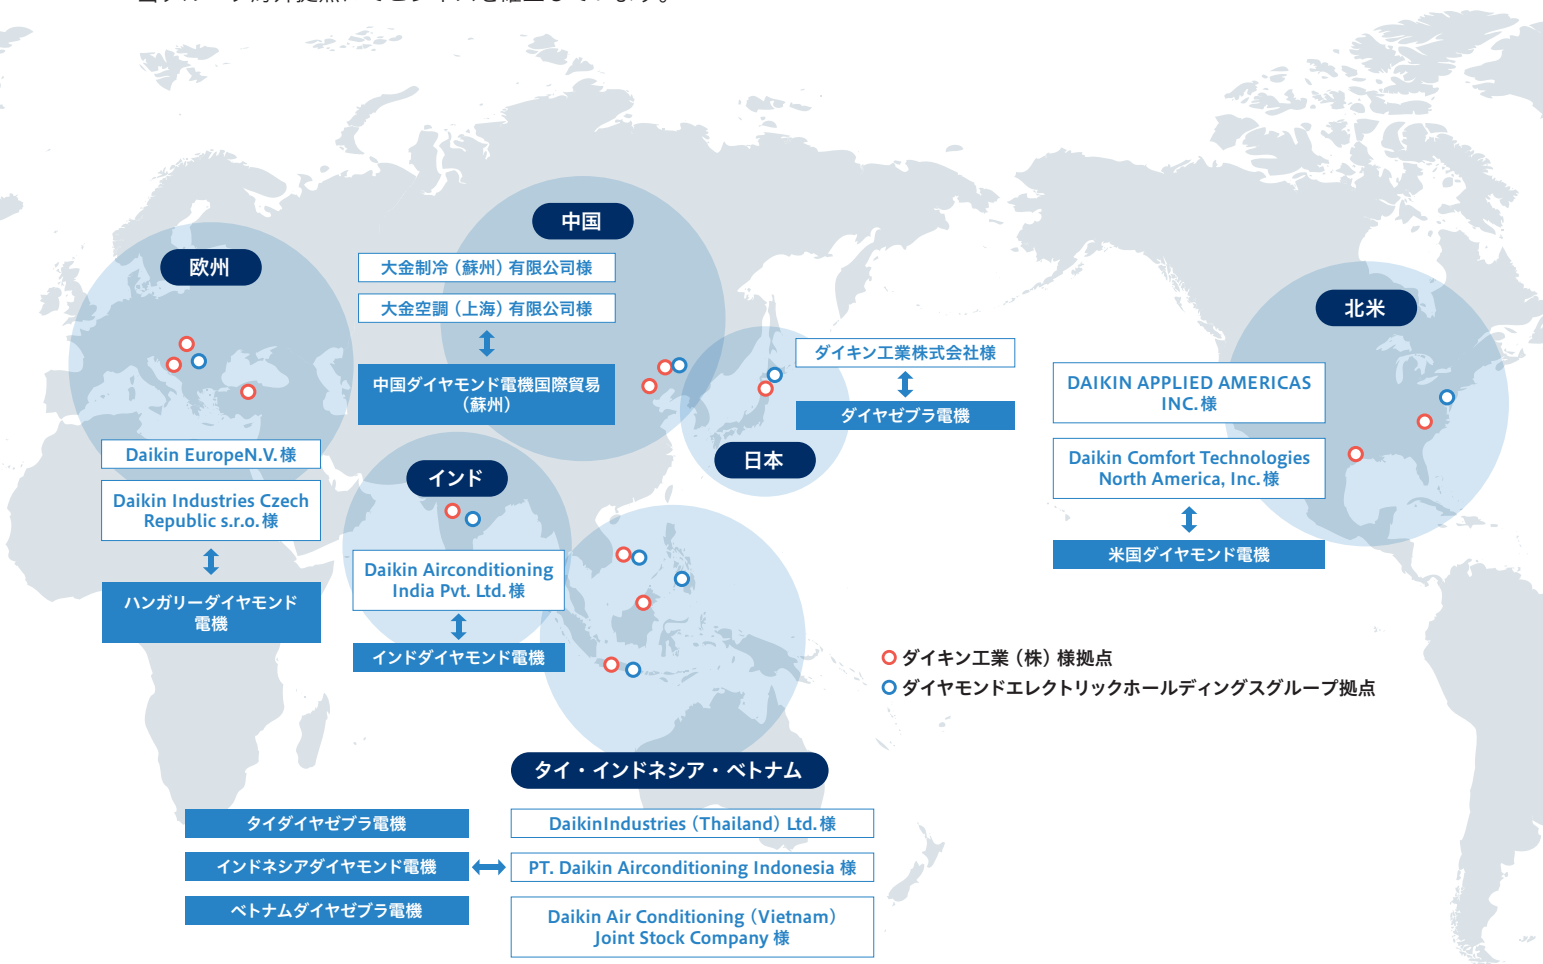 中国
欧州
大金制冷（蘇州）有限公司様
大金空調（上海）有限公司様
中国ダイヤモンド電機国際貿易
（蘇州）
ダイキン工業株式会社様
ダイヤゼブラ電機
日本
北米
DAIKIN APPLIED AMERICAS
INC.様
Daikin Comfort Technologies
North America, Inc.様
米国ダイヤモンド電機
Daikin EuropeN.V.様
Daikin Industries Czech
Republic s.r.o.様
ハンガリーダイヤモンド
電機
インド
Daikin Airconditioning
India Pvt. Ltd.様
インドダイヤモンド電機
ダイキン工業（株）様拠点
ダイヤモンドエレクトリックホールディングスグループ拠点
タイ・インドネシア・ベトナム
タイダイヤゼブラ電機
DaikinIndustries（Thailand）Ltd.様
インドネシアダイヤモンド電機
PT. Daikin Airconditioning Indonesia 様
ベトナムダイヤゼブラ電機
Daikin Air Conditioning（Vietnam）
Joint Stock Company 様